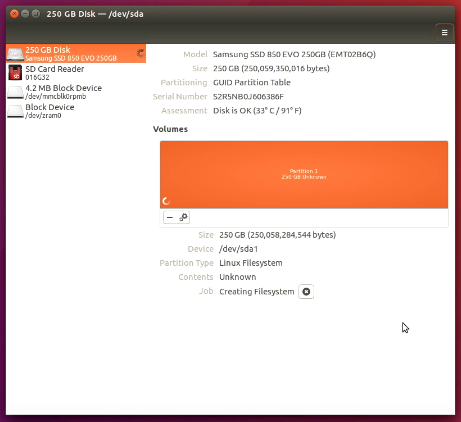 250 GB Disk — /dev/sda
250 GB Disk
Samsung SSD 850 EVO 250GB
SD Card Reader
016G32
4.2 MB Block Device
/dev/mmcblk0rpmb
Block Device
/dev/zram0
Model Samsung SSD 850 EVO 250GB (EMT02B6Q)
Size 250 GB (250,059,350,016 bytes)
Partitioning GUID Partition Table
Serial Number S2R5NB0J606386F
Assessment Disk is OK (33° C / 91° F)
Volumes
Partition 1
250 GB Unknown
Size 250 GB (250,058,284,544 bytes)
Device /dev/sda1
Partition Type Linux Filesystem
Contents Unknown
Job Creating Filesystem